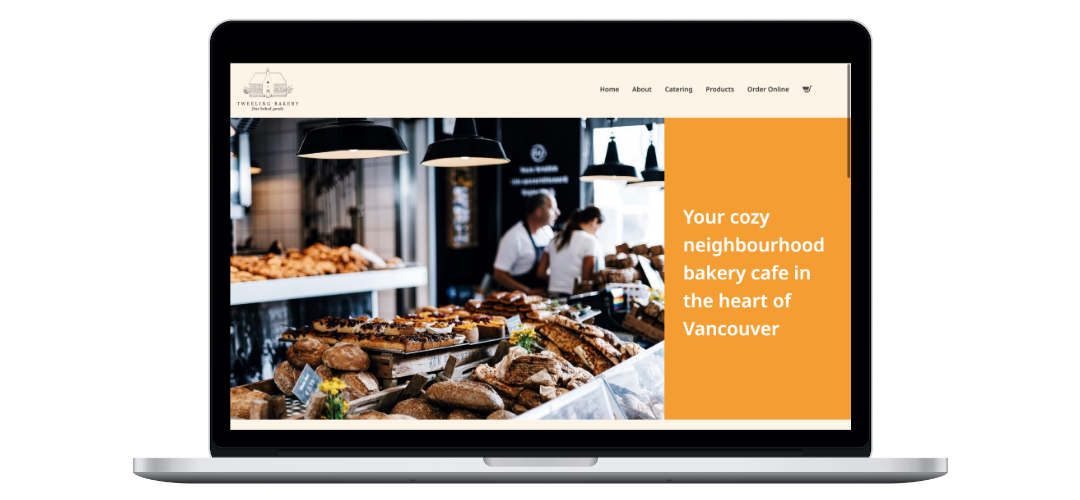 TWEELING BAKERY
fine baked goods
Home About Catering Products Order Online
Your cozy
neighbourhood
bakery cafe in
the heart of
Vancouver